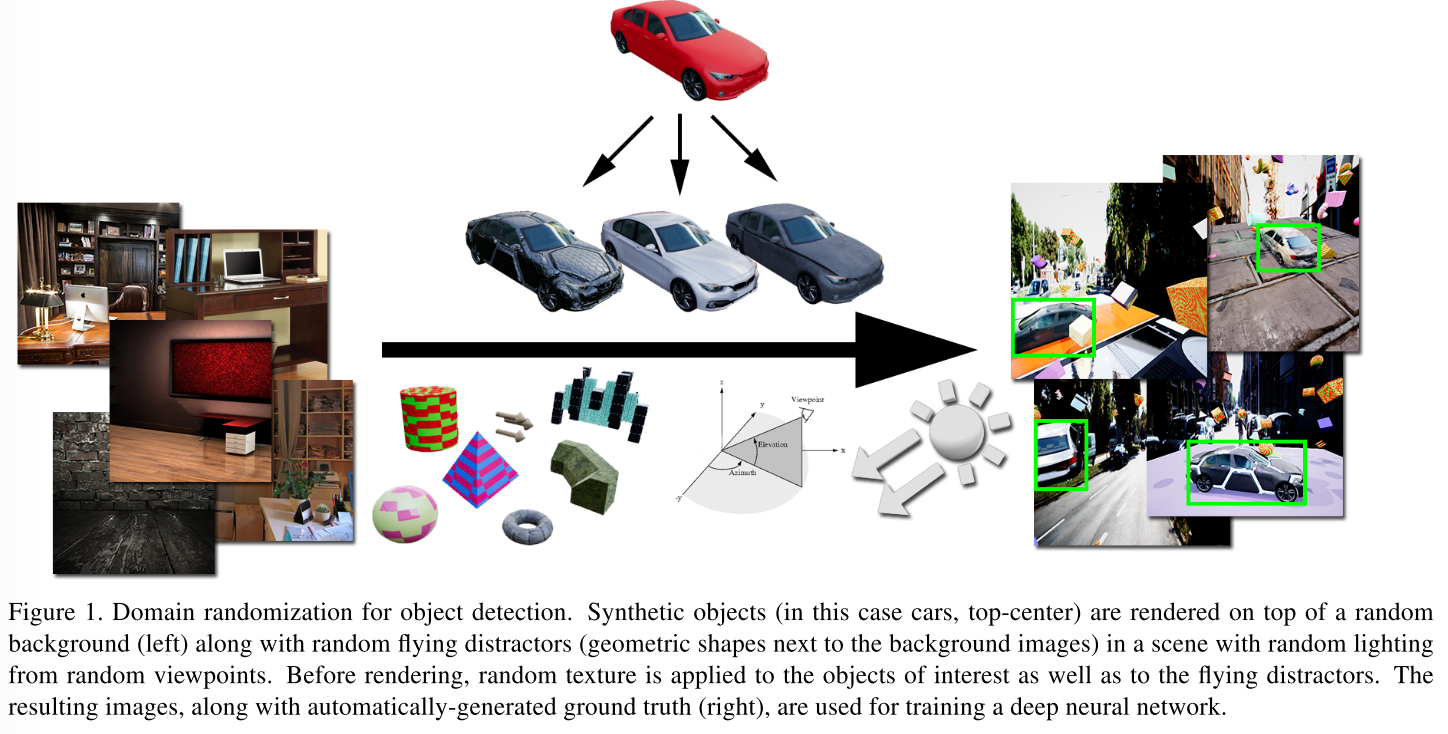 z
y
Viewpoint
Elevation
x
Azimuth
-y
Figure 1. Domain randomization for object detection. Synthetic objects (in this case cars, top-center) are rendered on top of a random
background (left) along with random flying distractors (geometric shapes next to the background images) in a scene with random lighting
from random viewpoints. Before rendering, random texture is applied to the objects of interest as well as to the flying distractors. The
resulting images, along with automatically-generated ground truth (right), are used for training a deep neural network.